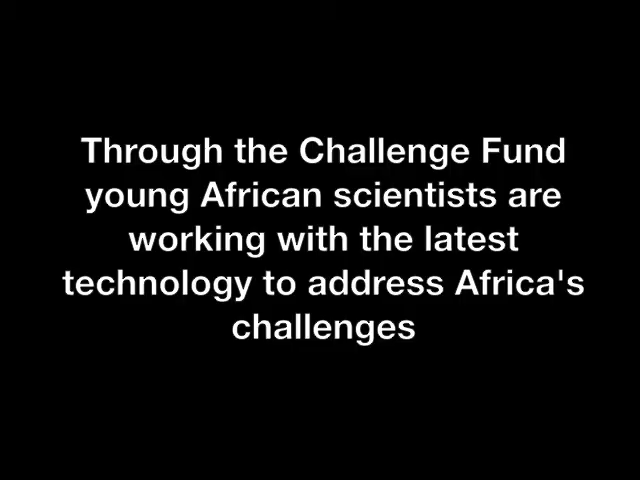 Through the Challenge Fund
young African scientists are
working with the latest
technology to address Africa's
challenges